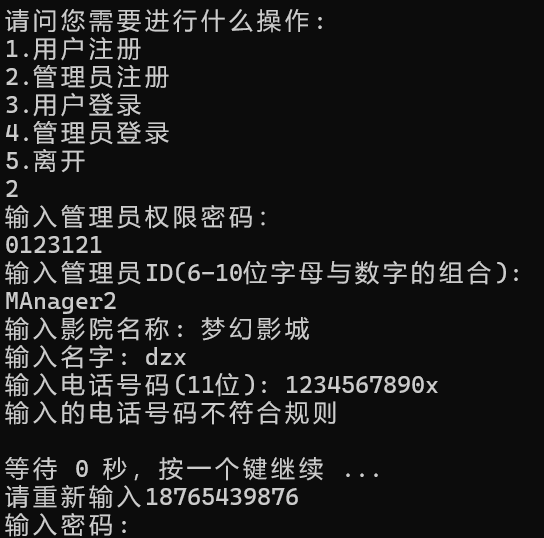 请问您需要进行什么操作:
1.用户注册
2.管理员注册
3.用户登录
4.管理员登录
5.离开
2
输入管理员权限密码:
0123121
输入管理员ID(6-10位字母与数字的组合):
MAnager2
输入影院名称: 梦幻影城
输入名字: dzx
输入电话号码(11位): 1234567890x
输入的电话号码不符合规则
等待 0 秒, 按一个键继续 ...
请重新输入18765439876
输入密码: